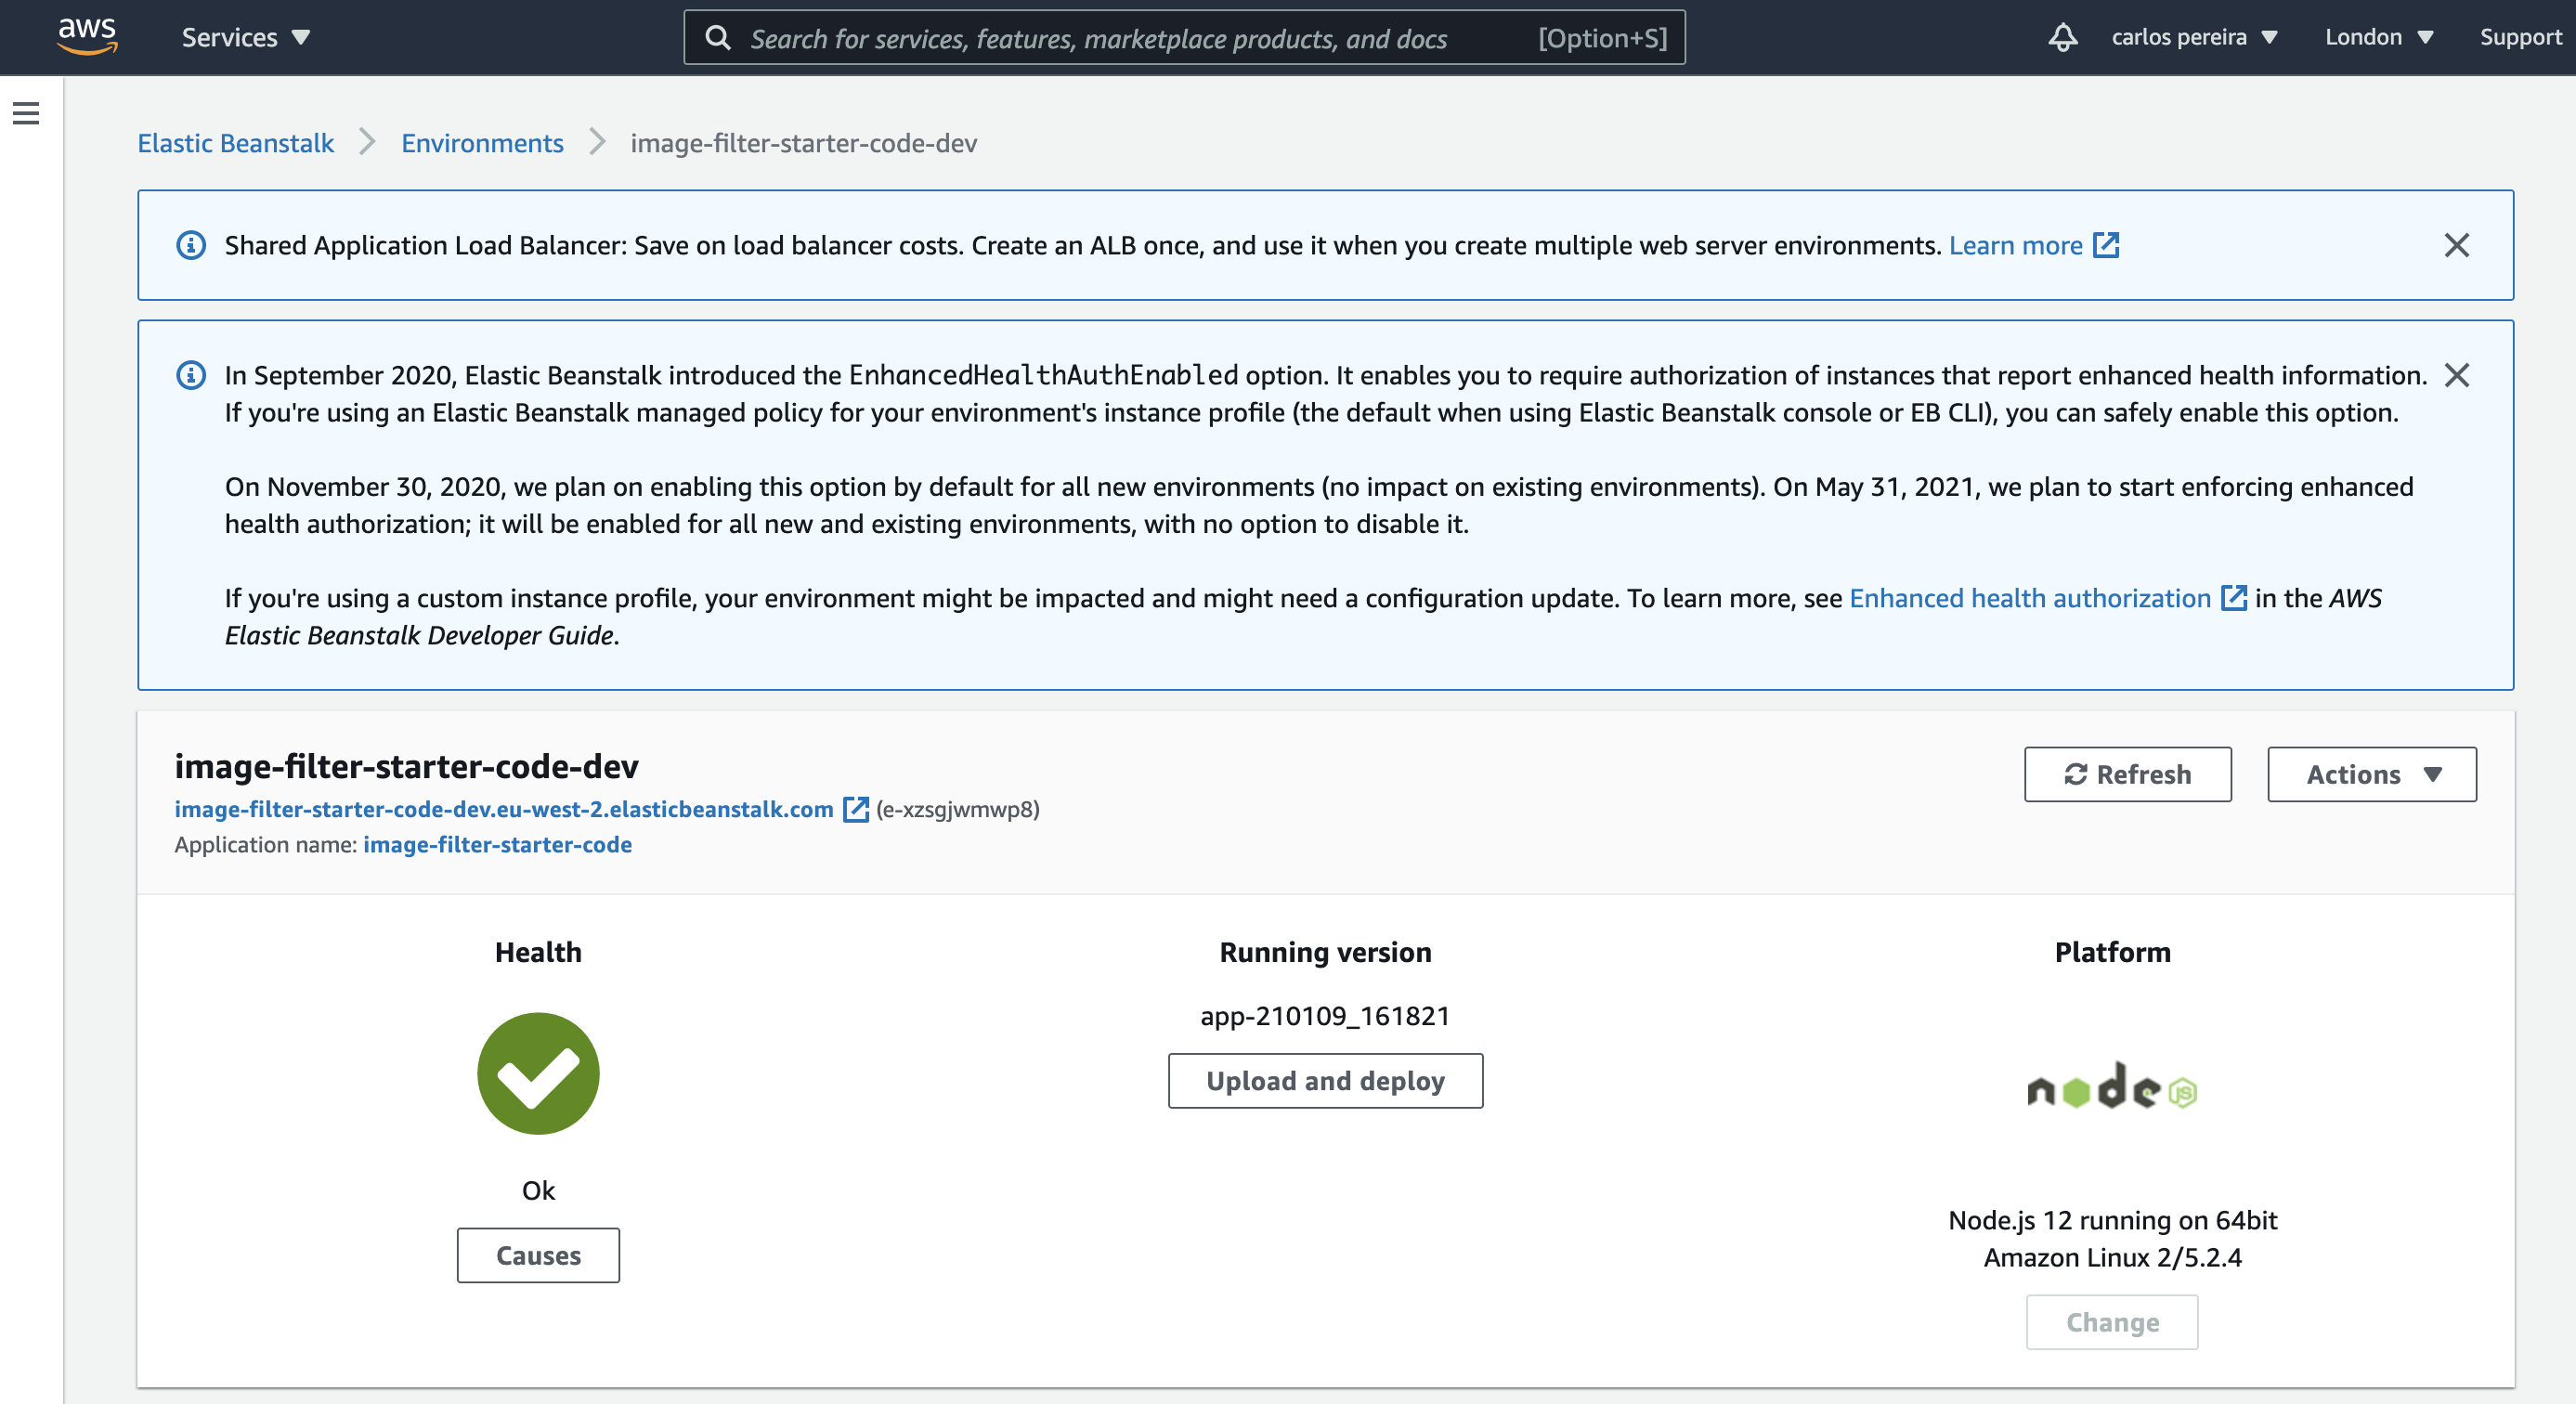 aws
Services
Search for services, features, marketplace products, and docs
[Option+S]
carlos pereira
London
Support
Elastic Beanstalk
Environments
image-filter-starter-code-dev
Shared Application Load Balancer: Save on load balancer costs. Create an ALB once, and use it when you create multiple web server environments. Learn more
In September 2020, Elastic Beanstalk introduced the EnhancedHealthAuthEnabled option. It enables you to require authorization of instances that report enhanced health information.
If you're using an Elastic Beanstalk managed policy for your environment's instance profile (the default when using Elastic Beanstalk console or EB CLI), you can safely enable this option.
On November 30, 2020, we plan on enabling this option by default for all new environments (no impact on existing environments). On May 31, 2021, we plan to start enforcing enhanced
health authorization; it will be enabled for all new and existing environments, with no option to disable it.
If you're using a custom instance profile, your environment might be impacted and might need a configuration update. To learn more, see Enhanced health authorization in the AWS
Elastic Beanstalk Developer Guide.
image-filter-starter-code-dev
image-filter-starter-code-dev.eu-west-2.elasticbeanstalk.com (e-xzsgjwmwp8)
Application name: image-filter-starter-code
Refresh
Actions
Health
Ok
Causes
Running version
app-210109_161821
Upload and deploy
Platform
node JS
Node.js 12 running on 64bit
Amazon Linux 2/5.2.4
Change